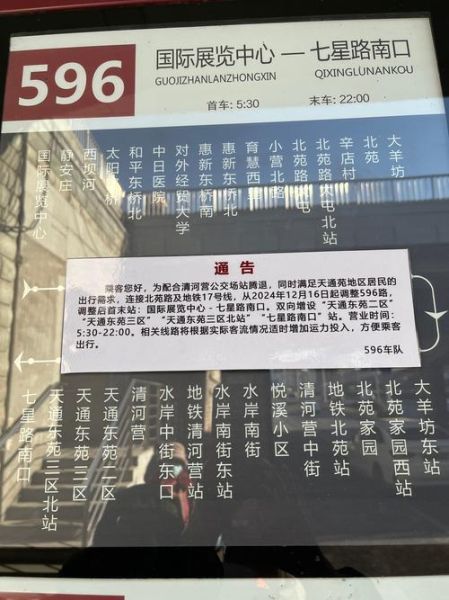 596
国际展览中心 — 七星路南口
GUOJIZHANLANZHONGXIN QIXINGLUNANKOU
首车: 5:30 末车: 22:00
国际展览中心
静安庄
西坝河
太阳宫桥
和平东桥北
中日医院
对外经贸大学
惠新东桥南
惠新东桥北
育慧西里
小营北路
北苑路大屯
北苑路大屯北站
辛店村
北苑
大羊坊
通 告
乘客您好，为配合清河营公交场站腾退，同时满足天通苑地区居民的
出行需求，连接北苑路及地铁17号线，从2024年12月16日起调整596路，
调整后首末站：国际展览中心 - 七星路南口。双向增设“天通东苑二区”
“天通东苑三区”“天通东苑三区北站”“七星路南口”站。营业时间：
5:30-22:00。相关线路将根据实际客流情况适时增加运力投入，方便乘客
出行。
596车队
七星路南口
天通东苑三区北站
天通东苑三区
天通东苑二区
清河营
水岸中街东口
地铁清河营站
水岸南街东站
水岸南街
悦溪小区
清河营中街
地铁北苑站
北苑家园
北苑家园西站
大羊坊东站